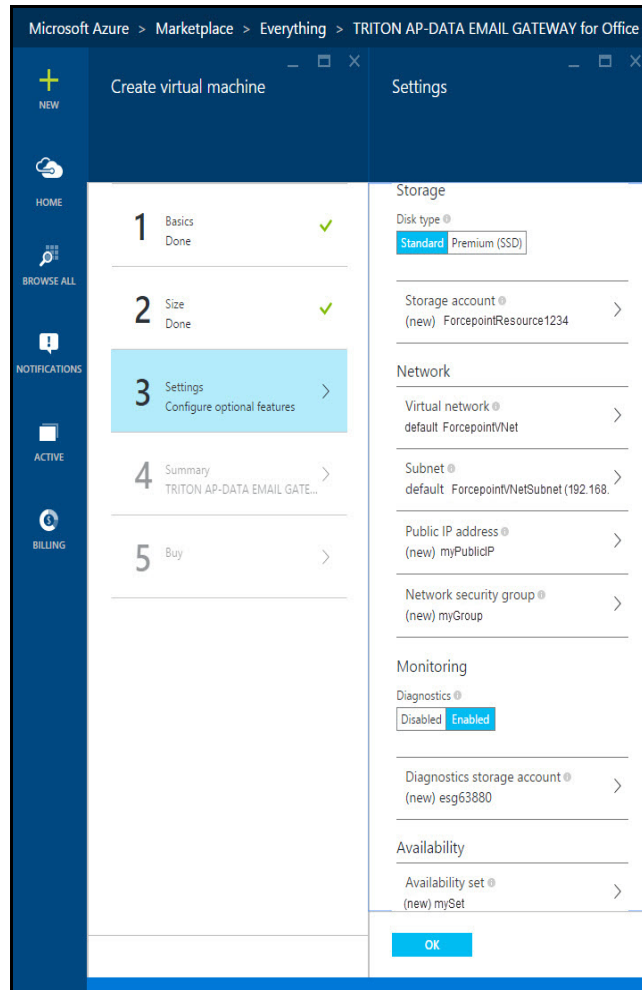 Microsoft Azure > Marketplace > Everything > TRITON AP-DATA EMAIL GATEWAY for Office
NEW
HOME
BROWSE ALL
NOTIFICATIONS
ACTIVE
BILLING
Create virtual machine
1
Basics
Done
2
Size
Done
3
Settings
Configure optional features
4
Summary
TRITON AP-DATA EMAIL GATE...
5
Buy
Settings
Storage
Disk type
Standard Premium (SSD)
Storage account
(new) ForcepointResource1234
Network
Virtual network
default ForcepointVNet
Subnet
default ForcepointVNetSubnet (192.168.
Public IP address
(new) myPublicIP
Network security group
(new) myGroup
Monitoring
Diagnostics
Disabled Enabled
Diagnostics storage account
(new) esg63880
Availability
Availability set
(new) mySet
OK